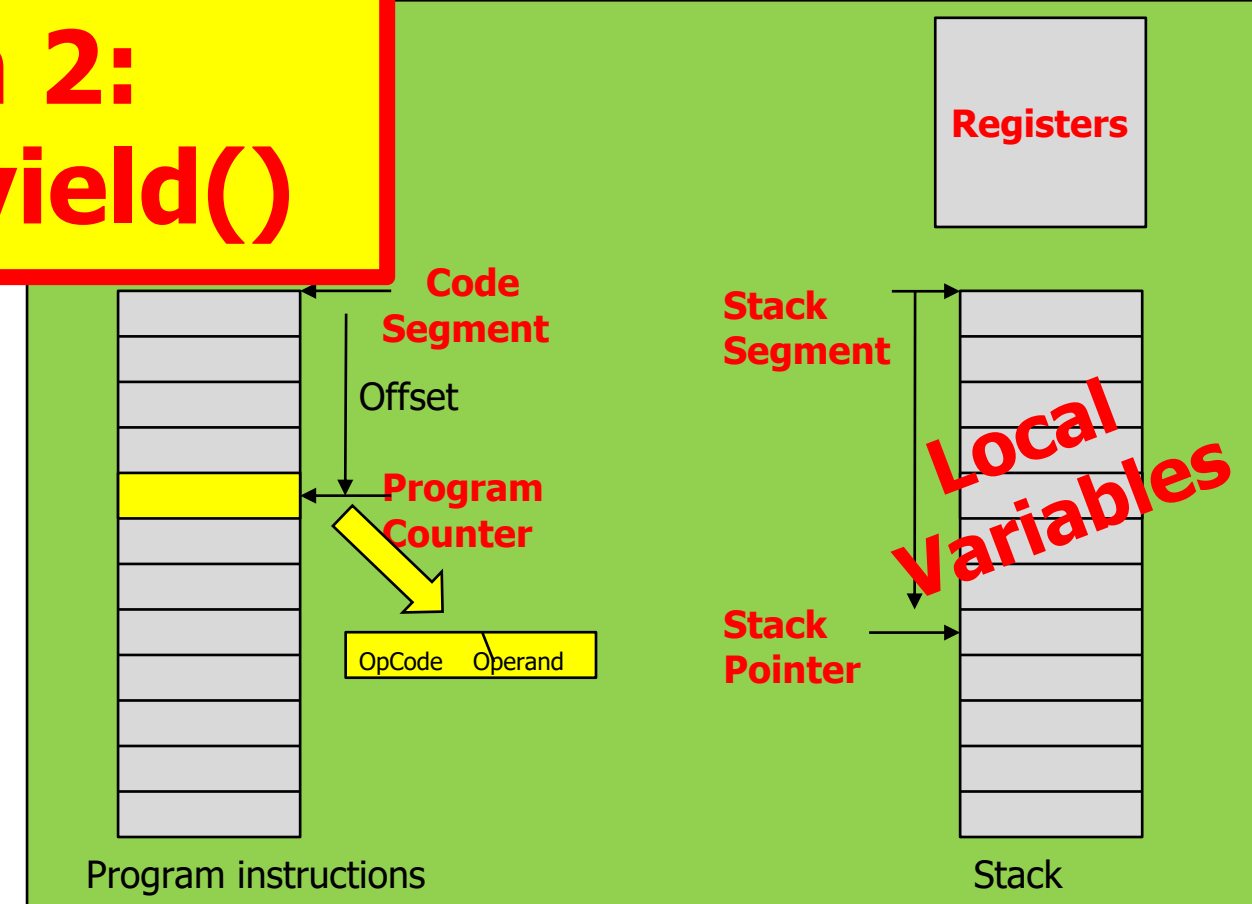 2:
yield()
Registers
Code
Segment
Offset
Program
Counter
OpCode Operand
Program instructions
Stack
Segment
Local
Variables
Stack
Pointer
Stack